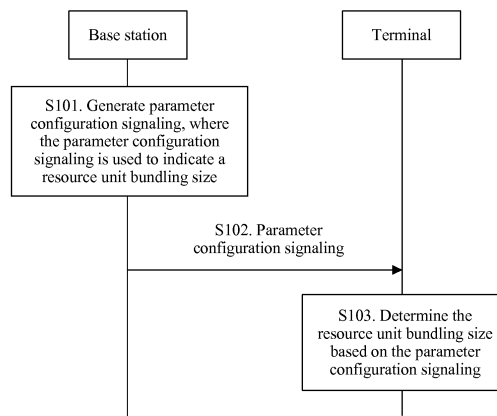 Base station
Terminal
S101. Generate parameter
configuration signaling, where
the parameter configuration
signaling is used to indicate a
resource unit bundling size
S102. Parameter
configuration signaling
S103. Determine the
resource unit bundling size
based on the parameter
configuration signaling